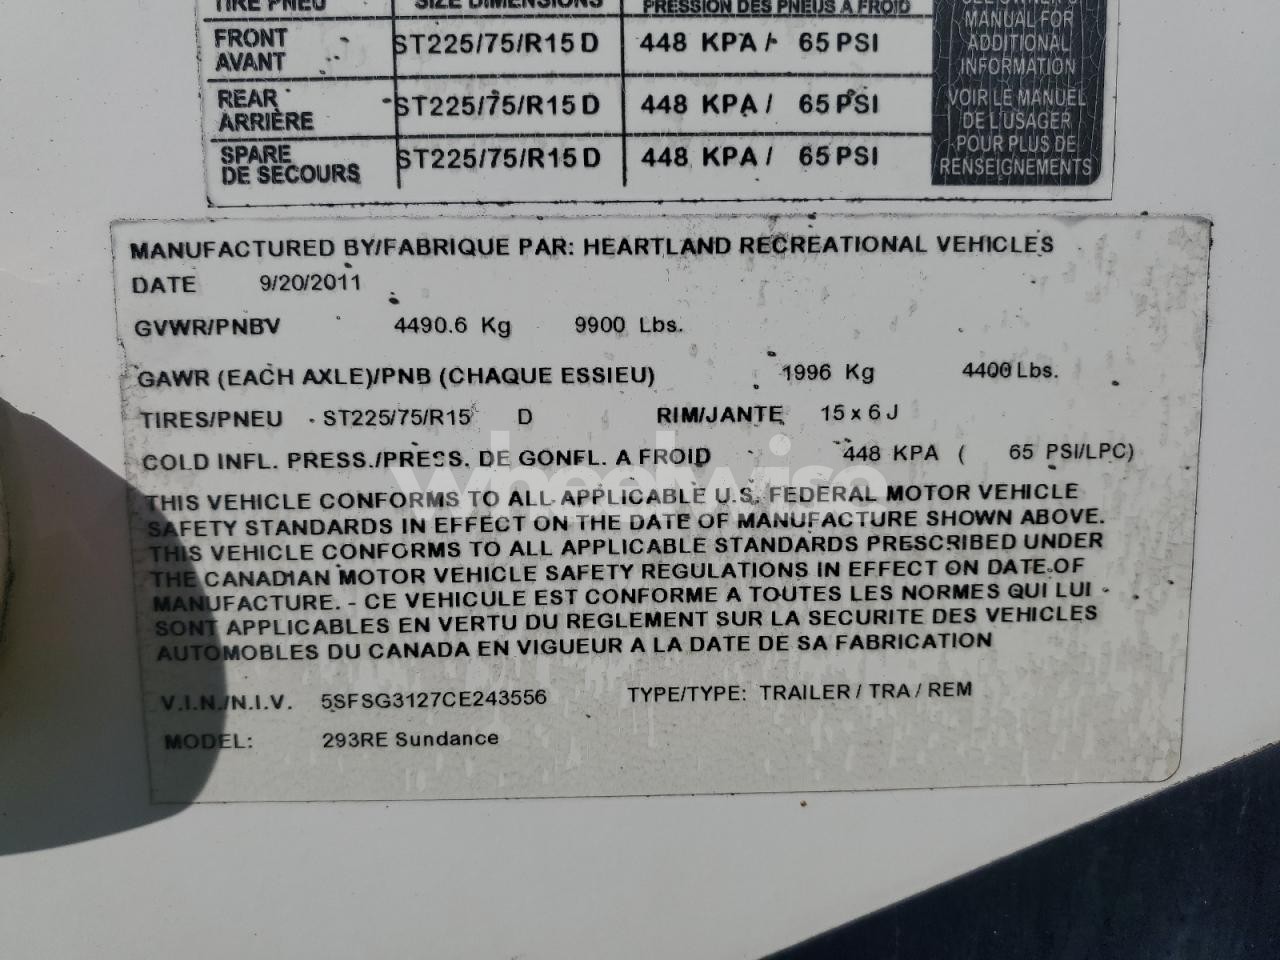 TIRE PNEU SIZE DIMENSIONS PRESSION DES PNEUS A FROID
FRONT AVANT ST225/75/R15 D 448 KPA / 65 PSI
REAR ARRIÈRE ST225/75/R15 D 448 KPA / 65 PSI
SPARE DE SECOURS ST225/75/R15 D 448 KPA / 65 PSI
SEE OWNER'S
MANUAL FOR
ADDITIONAL
INFORMATION
VOIR LE MANUEL
DE L'USAGER
POUR PLUS DE
RENSEIGNEMENTS
MANUFACTURED BY/FABRIQUE PAR: HEARTLAND RECREATIONAL VEHICLES
DATE 9/20/2011
GVWR/PNBV 4490.6 Kg 9900 Lbs.
GAWR (EACH AXLE)/PNB (CHAQUE ESSIEU) 1996 Kg 4400 Lbs.
TIRES/PNEU ST225/75/R15 D RIM/JANTE 15 x 6 J
COLD INFL. PRESS./PRESS. DE GONFL. A FROID 448 KPA ( 65 PSI/LPC)
wheelwise
THIS VEHICLE CONFORMS TO ALL APPLICABLE U.S. FEDERAL MOTOR VEHICLE
SAFETY STANDARDS IN EFFECT ON THE DATE OF MANUFACTURE SHOWN ABOVE.
THIS VEHICLE CONFORMS TO ALL APPLICABLE STANDARDS PRESCRIBED UNDER
THE CANADIAN MOTOR VEHICLE SAFETY REGULATIONS IN EFFECT ON DATE OF
MANUFACTURE. - CE VEHICULE EST CONFORME A TOUTES LES NORMES QUI LUI
SONT APPLICABLES EN VERTU DU REGLEMENT SUR LA SECURITE DES VEHICLES
AUTOMOBLES DU CANADA EN VIGUEUR A LA DATE DE SA FABRICATION
V.I.N./N.I.V. 5SFSG3127CE243556 TYPE/TYPE: TRAILER / TRA / REM
MODEL: 293RE Sundance